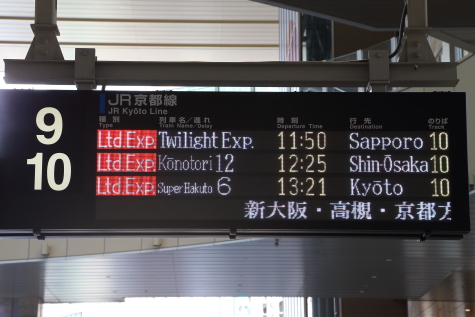 JR京都線
JR Kyōto Line
種別 列車名/遅れ 時刻 行先 のりば
Type Train Name/Delay Departure Time Destination Track
9
10
Ltd.Exp. Twilight Exp. 11:50 Sapporo 10
Ltd.Exp. Kōnotori 12 12:25 Shin-Ōsaka 10
Ltd.Exp. Super Hakuto 6 13:21 Kyōto 10
新大阪・高槻・京都方